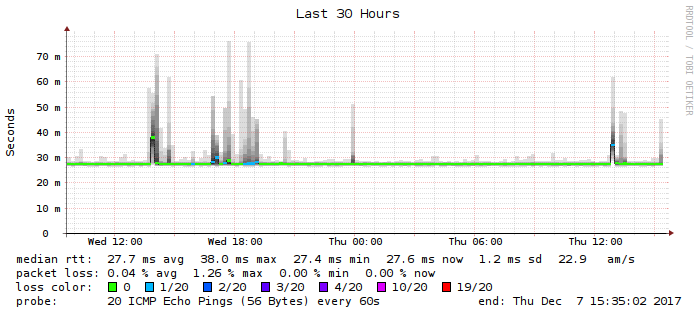 Last 30 Hours
RRDTOOL / TOBI OETIKER
Seconds
70 m
60 m
50 m
40 m
30 m
20 m
10 m
0
Wed 12:00 Wed 18:00 Thu 00:00 Thu 06:00 Thu 12:00
median rtt: 27.7 ms avg 38.0 ms max 27.4 ms min 27.6 ms now 1.2 ms sd 22.9 am/s
packet loss: 0.04 % avg 1.26 % max 0.00 % min 0.00 % now
loss color: 0 1/20 2/20 3/20 4/20 10/20 19/20
probe: 20 ICMP Echo Pings (56 Bytes) every 60s end: Thu Dec 7 15:35:02 2017